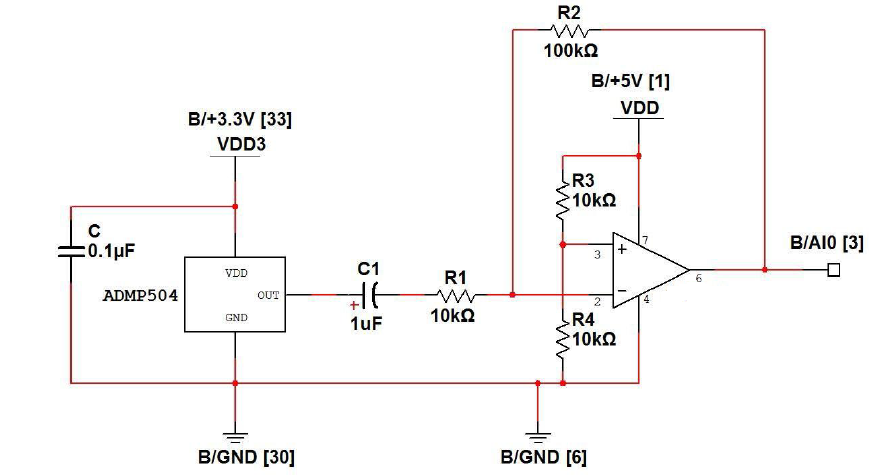 R2
100kΩ
B/+5V [1]
VDD
B/+3.3V [33]
VDD3
R3
10kΩ
C
0.1µF
+
7
3
B/AI0 [3]
VDD
ADMP504
OUT
GND
C1
+
1uF
R1
10kΩ
−
2
6
4
R4
10kΩ
B/GND [30]
B/GND [6]